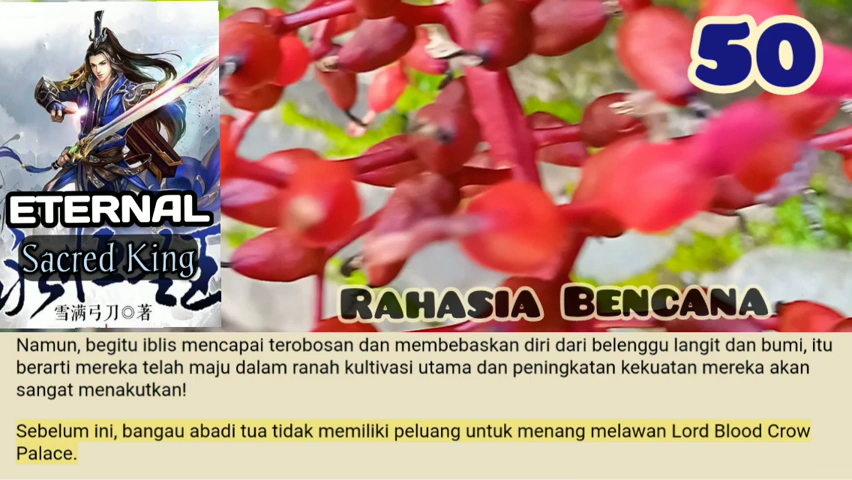 50
ETERNAL
Sacred King
雪满弓刀◎著
RAHASIA BENCANA
Namun, begitu iblis mencapai terobosan dan membebaskan diri dari belenggu langit dan bumi, itu
berarti mereka telah maju dalam ranah kultivasi utama dan peningkatan kekuatan mereka akan
sangat menakutkan!
Sebelum ini, bangau abadi tua tidak memiliki peluang untuk menang melawan Lord Blood Crow
Palace.